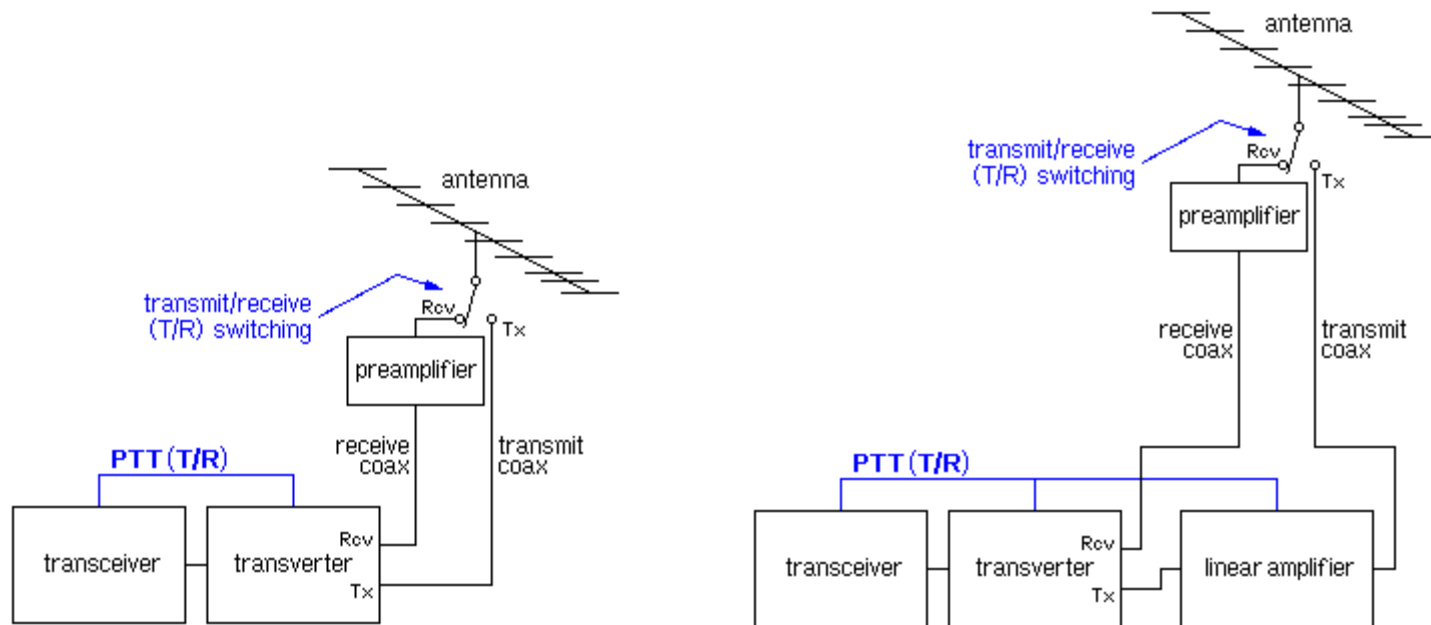 antenna
transmit/receive
(T/R) switching
Rcv
Tx
preamplifier
receive
coax
transmit
coax
PTT (T/R)
transceiver
transverter
Rcv
Tx
antenna
transmit/receive
(T/R) switching
Rcv
Tx
preamplifier
receive
coax
transmit
coax
PTT (T/R)
transceiver
transverter
Rcv
Tx
linear amplifier